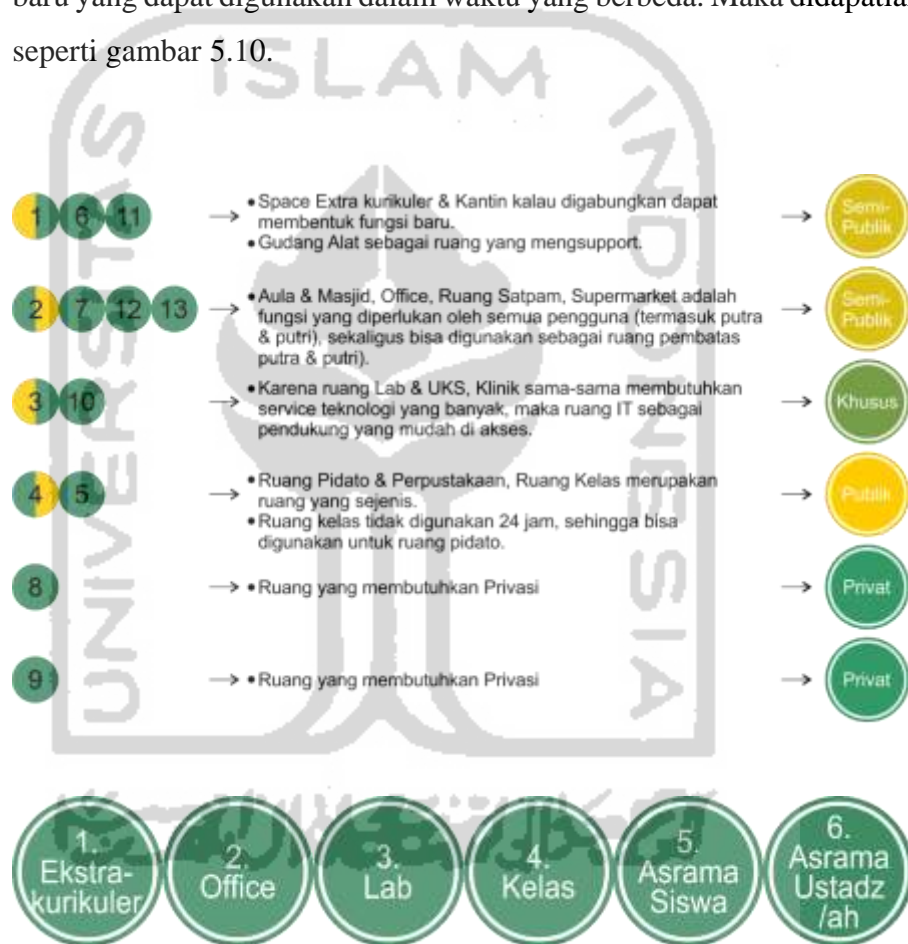 baru yang dapat digunakan dalam waktu yang berbeda. Maka
seperti gambar 5.10.
UNIVERSITAS
ISLAM
INDONESIA
1 6 11
→
• Space Extra kurikuler & Kantin kalau digabungkan dapat
membentuk fungsi baru.
• Gudang Alat sebagai ruang yang mengsupport.
→
Semi-
Publik
2 7 12 13
→
• Aula & Masjid, Office, Ruang Satpam, Supermarket adalah
fungsi yang diperlukan oleh semua pengguna (termasuk putra
& putri), sekaligus bisa digunakan sebagai ruang pembatas
putra & putri).
→
Semi-
Publik
3 10
→
• Karena ruang Lab & UKS, Klinik sama-sama membutuhkan
service teknologi yang banyak, maka ruang IT sebagai
pendukung yang mudah di akses.
→
Khusus
4 5
→
• Ruang Pidato & Perpustakaan, Ruang Kelas merupakan
ruang yang sejenis.
• Ruang kelas tidak digunakan 24 jam, sehingga bisa
digunakan untuk ruang pidato.
→
Publik
8
→
• Ruang yang membutuhkan Privasi
→
Privat
9
→
• Ruang yang membutuhkan Privasi
→
Privat
1.
Ekstra-
kurikuler
2.
Office
3.
Lab
4.
Kelas
5.
Asrama
Siswa
6.
Asrama
Ustadz
/ah